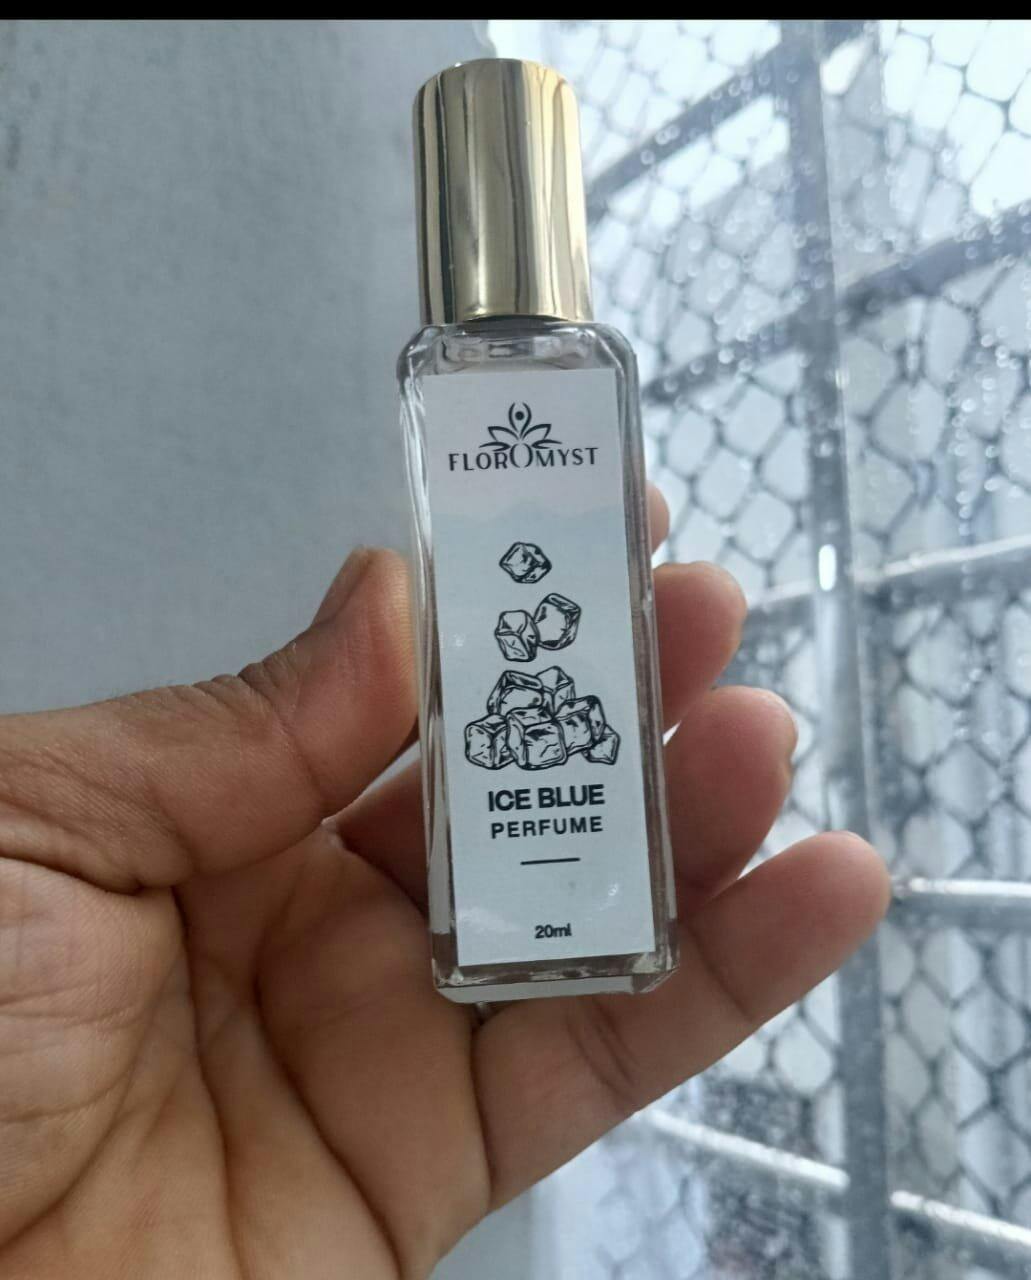 FLOROMYST
ICE BLUE
PERFUME
20ml